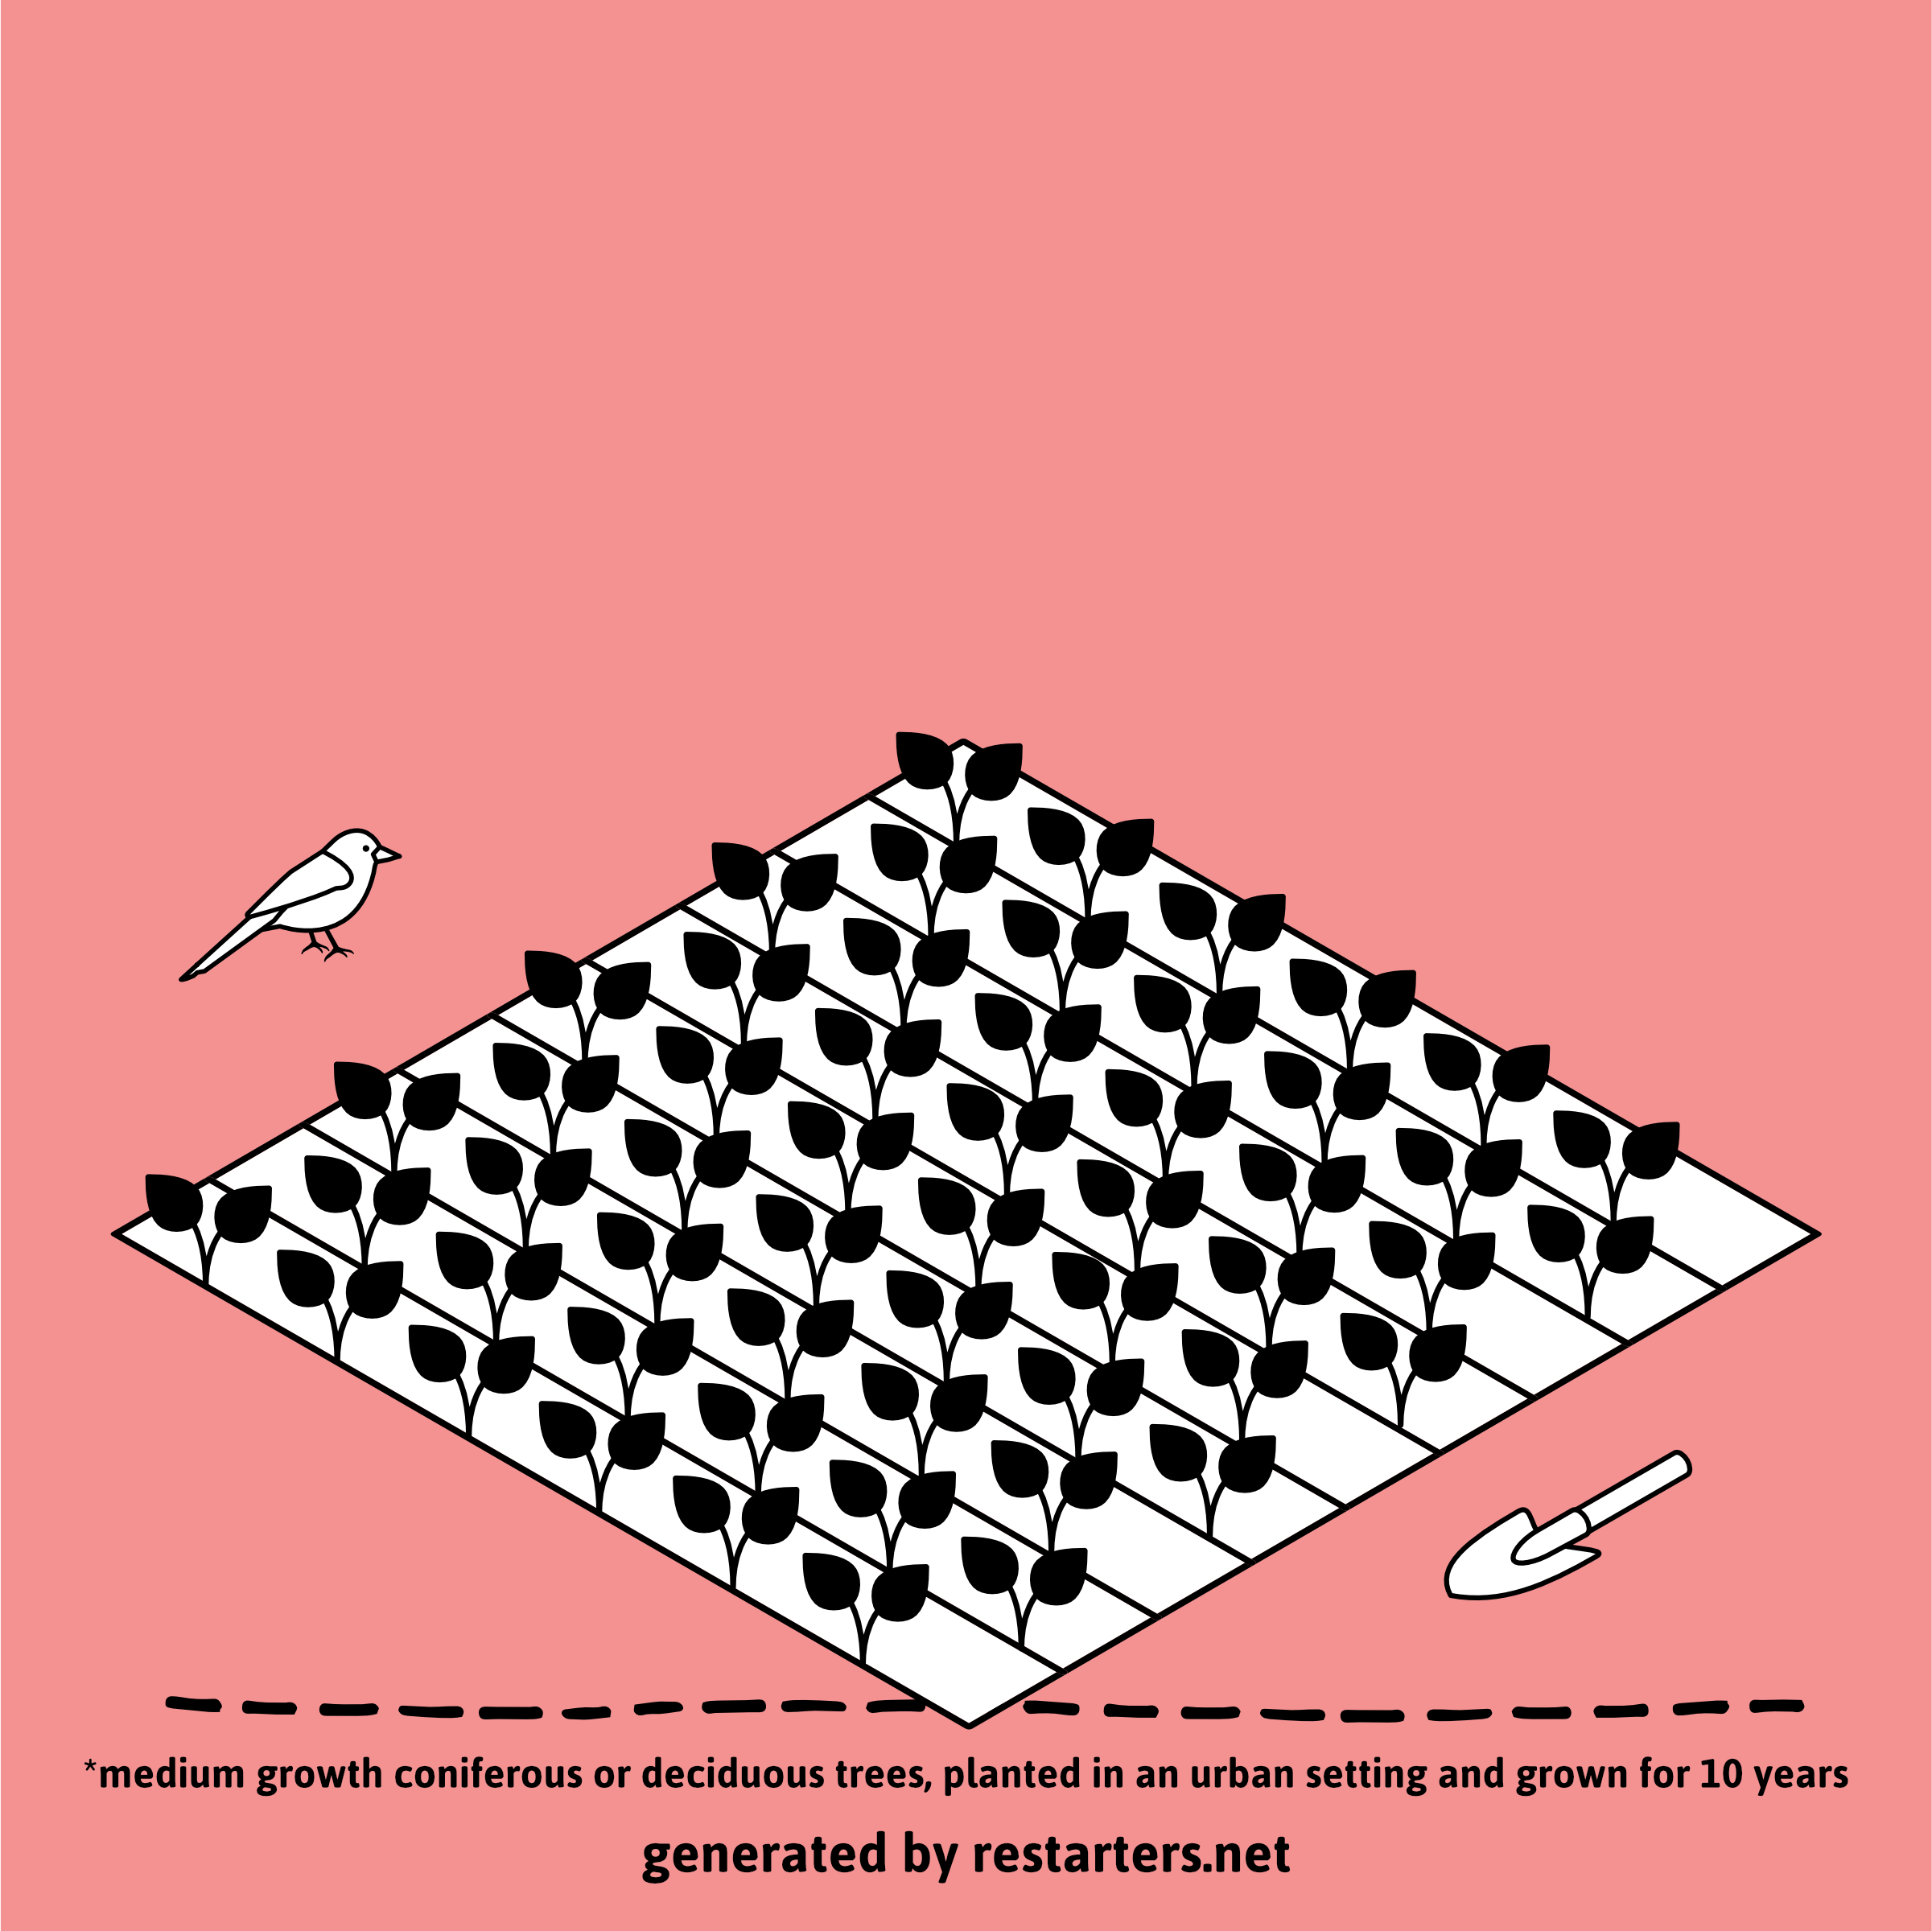 *medium growth coniferous or deciduous trees, planted in an urban setting and grown for 10 years
generated by restarters.net